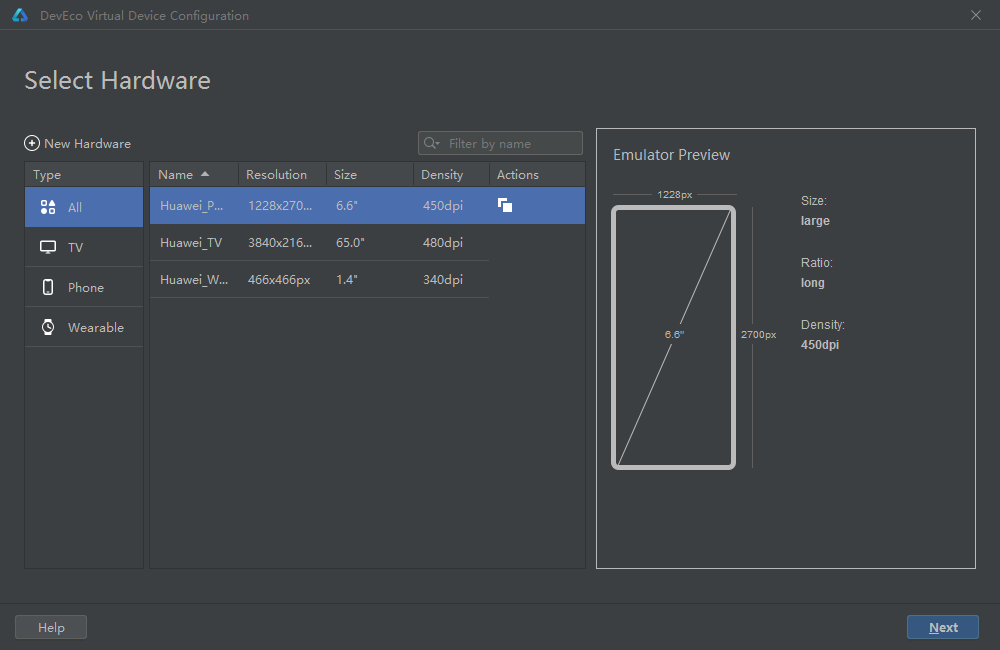 DevEco Virtual Device Configuration
Select Hardware
New Hardware
Filter by name
Type
All
TV
Phone
Wearable
Name Resolution Size Density Actions
Huawei_P... 1228x270... 6.6" 450dpi
Huawei_TV 3840x216... 65.0" 480dpi
Huawei_W... 466x466px 1.4" 340dpi
Emulator Preview
1228px
6.6"
2700px
Size:
large
Ratio:
long
Density:
450dpi
Help
Next